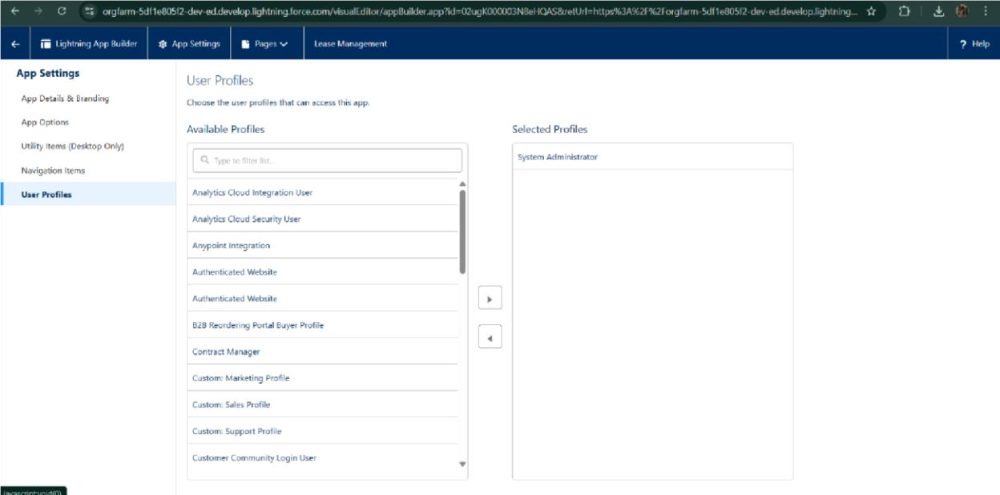 orgfarm-5df1e805f2-dev-ed.develop.lightning.force.com/visualEditor/appBuilder.app?id=02ugK000003N8eHQAS&retUrl=https%3A%2F%2Forgfarm-5df1e805f2-dev-ed.develop.lightning...
Lightning App Builder App Settings Pages Lease Management ? Help
App Settings
App Details & Branding
App Options
Utility Items (Desktop Only)
Navigation Items
User Profiles
User Profiles
Choose the user profiles that can access this app.
Available Profiles
Type to filter list...
Analytics Cloud Integration User
Analytics Cloud Security User
Anypoint Integration
Authenticated Website
Authenticated Website
B2B Reordering Portal Buyer Profile
Contract Manager
Custom: Marketing Profile
Custom: Sales Profile
Custom: Support Profile
Customer Community Login User
Selected Profiles
System Administrator
javascript:void(0)